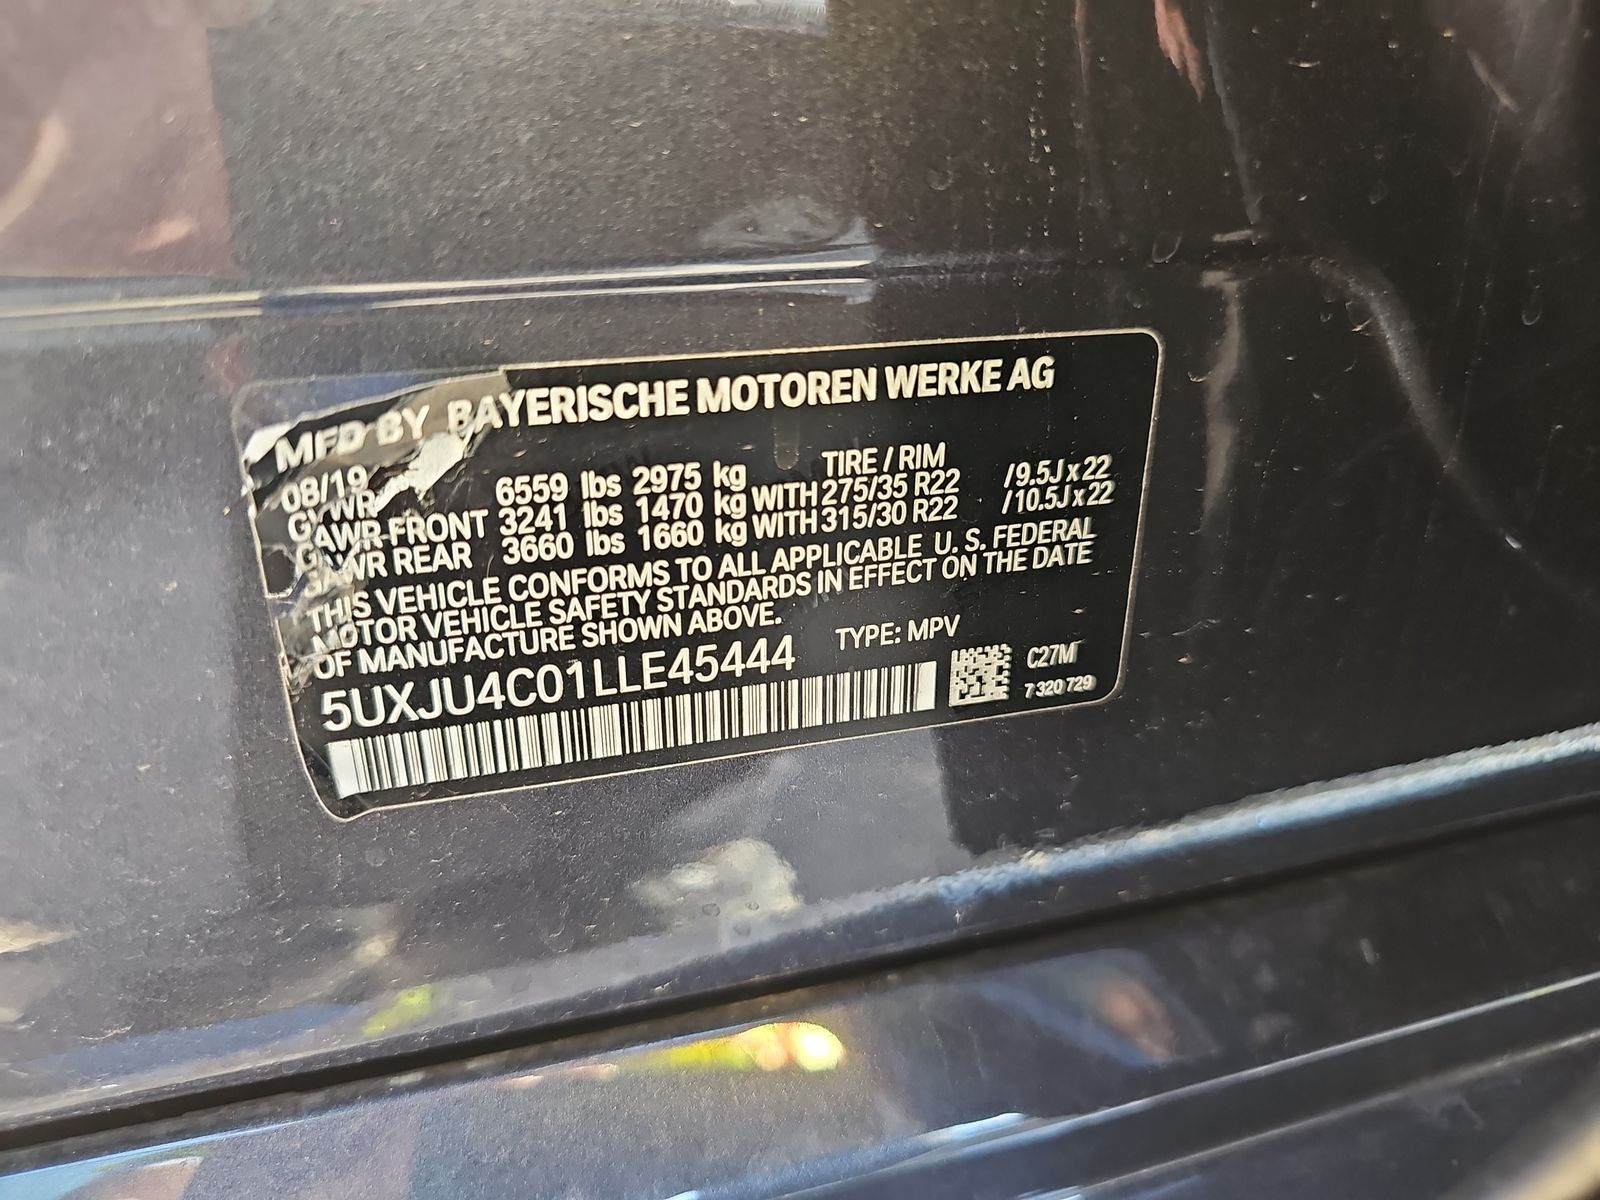 MFD BY BAYERISCHE MOTOREN WERKE AG
08/19
TIRE / RIM
GVWR 6559 lbs 2975 kg
GAWR FRONT 3241 lbs 1470 kg WITH 275/35 R22 /9.5J x 22
GAWR REAR 3660 lbs 1660 kg WITH 315/30 R22 /10.5J x 22
THIS VEHICLE CONFORMS TO ALL APPLICABLE U. S. FEDERAL
MOTOR VEHICLE SAFETY STANDARDS IN EFFECT ON THE DATE
OF MANUFACTURE SHOWN ABOVE.
5UXJU4C01LLE45444 TYPE: MPV
C27MT
7 320 729